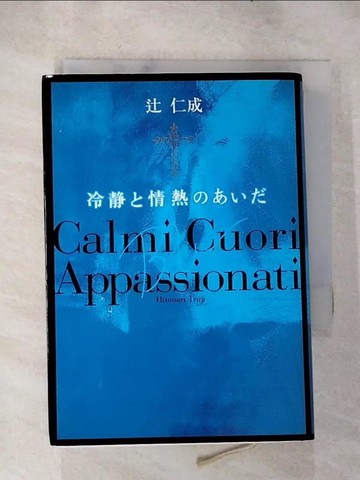 辻 仁成
冷静と情熱のあいだ
Calmi Cuori
Appassionati
Hitonari Tsuji